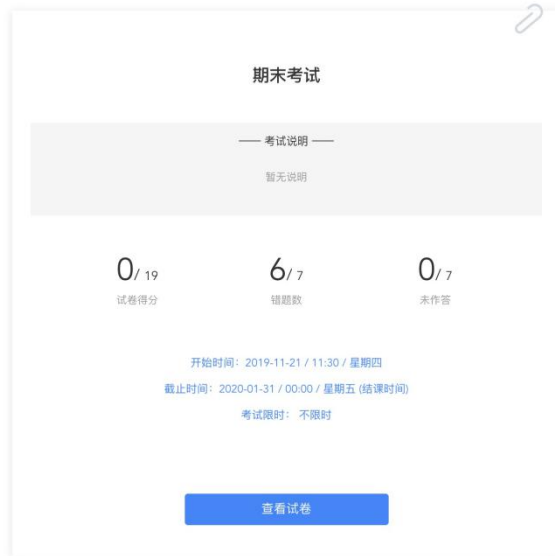 期末考试
—— 考试说明 ——
暂无说明
0/ 19
6/ 7
0/ 7
试卷得分
错题数
未作答
开始时间：2019-11-21 / 11:30 / 星期四
截止时间：2020-01-31 / 00:00 / 星期五 (结课时间)
考试限时： 不限时
查看试卷